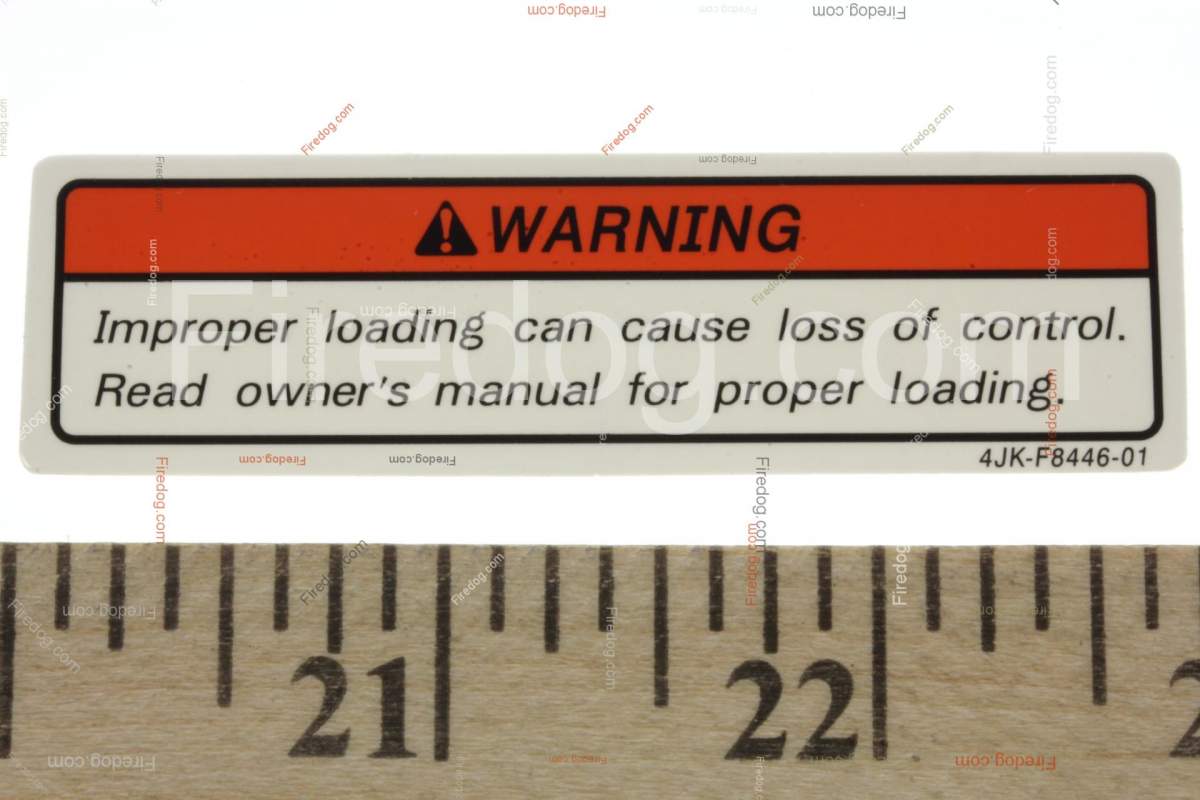 WARNING
Improper loading can cause loss of control.
Read owner's manual for proper loading.
4JK-F8446-01
21 22
Firedog.com